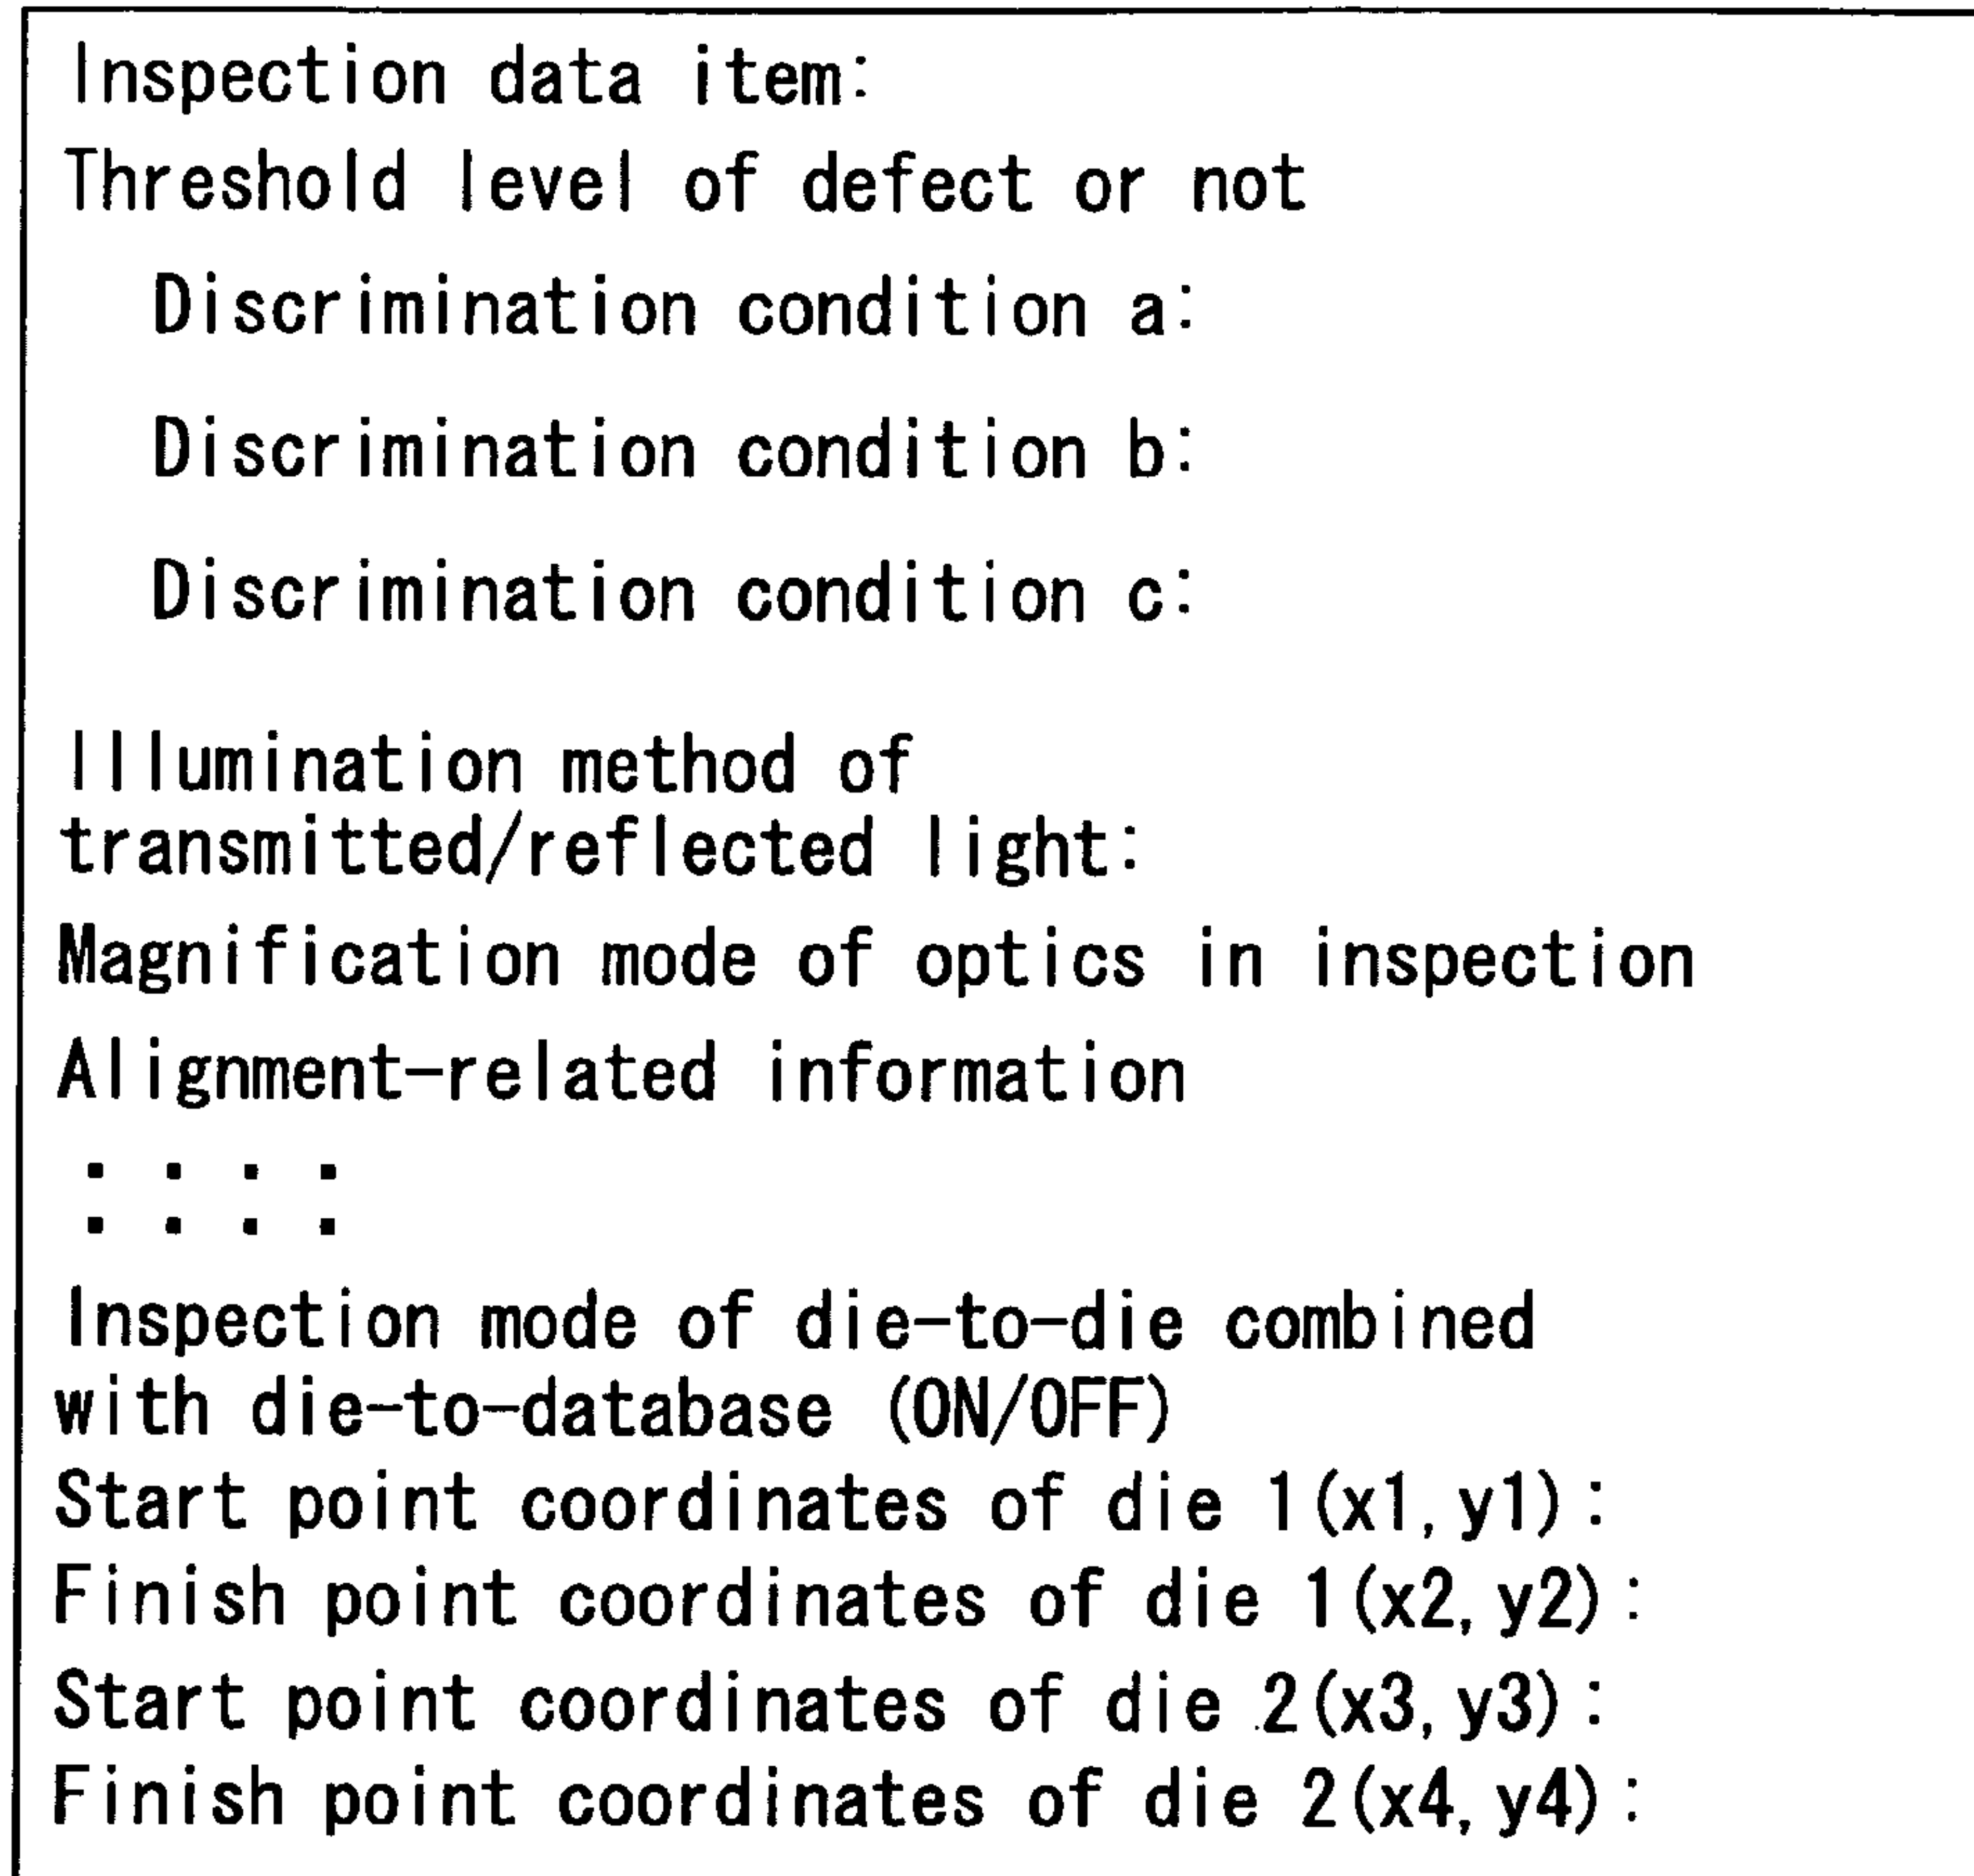 Inspection data item:
Threshold level of defect or not
Discrimination condition a:
Discrimination condition b:
Discrimination condition c:
Illumination method of
transmitted/reflected light:
Magnification mode of optics in inspection
Alignment-related information
: : : :
Inspection mode of die-to-die combined
with die-to-database (ON/OFF)
Start point coordinates of die 1(x1, y1):
Finish point coordinates of die 1(x2, y2):
Start point coordinates of die 2(x3, y3):
Finish point coordinates of die 2(x4, y4):